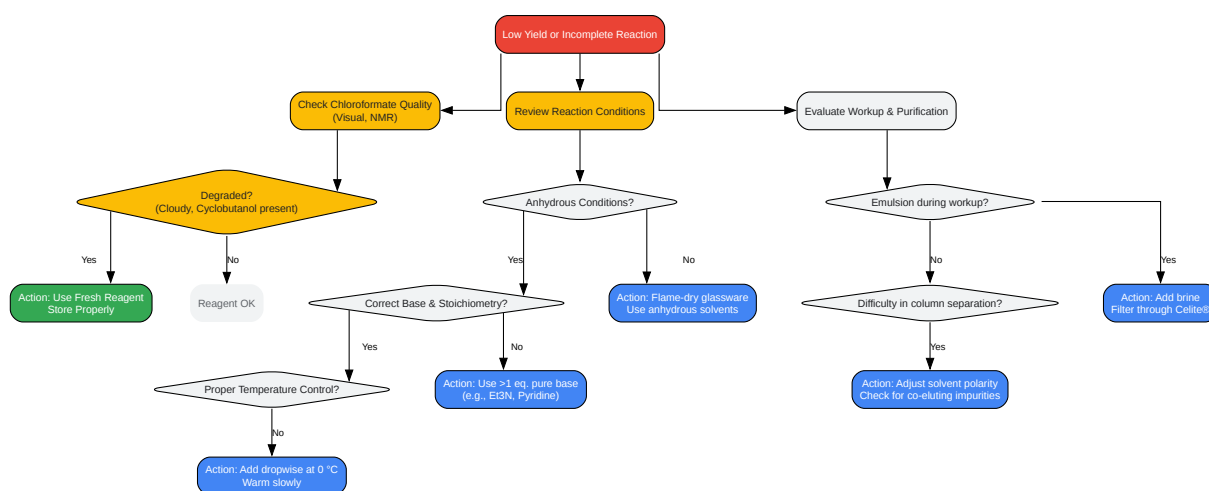 Low Yield or Incomplete Reaction
Check Chloroformate Quality
(Visual, NMR)
Review Reaction Conditions
Evaluate Workup & Purification
Degraded?
(Cloudy, Cyclobutanol present)
Anhydrous Conditions?
Emulsion during workup?
Yes
No
Yes
No
No
Yes
Action: Use Fresh Reagent
Store Properly
Reagent OK
Correct Base & Stoichiometry?
Action: Flame-dry glassware
Use anhydrous solvents
Difficulty in column separation?
Action: Add brine
Filter through Celite®
Yes
No
Yes
Proper Temperature Control?
Action: Use >1 eq. pure base
(e.g., Et3N, Pyridine)
Action: Adjust solvent polarity
Check for co-eluting impurities
No
Action: Add dropwise at 0 °C
Warm slowly